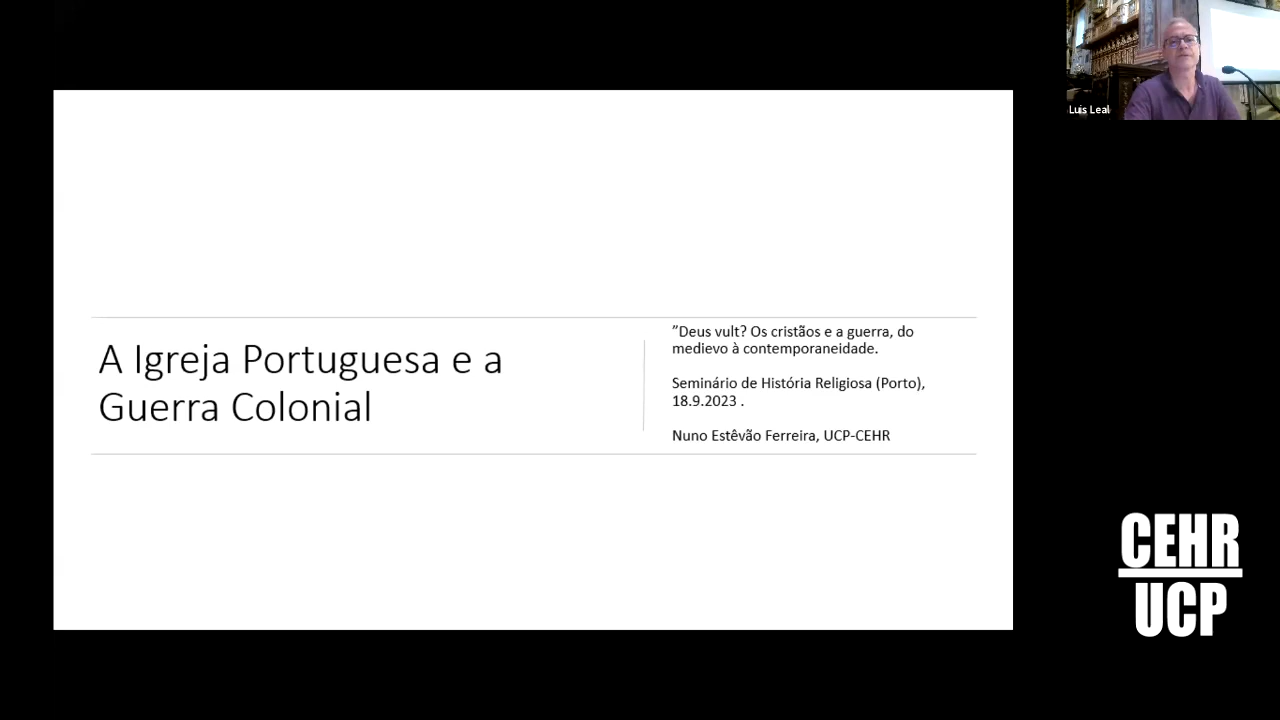 Luis Leal
A Igreja Portuguesa e a
Guerra Colonial
”Deus vult? Os cristãos e a guerra, do
medievo à contemporaneidade.
Seminário de História Religiosa (Porto),
18.9.2023 .
Nuno Estêvão Ferreira, UCP-CEHR
CEHR
UCP